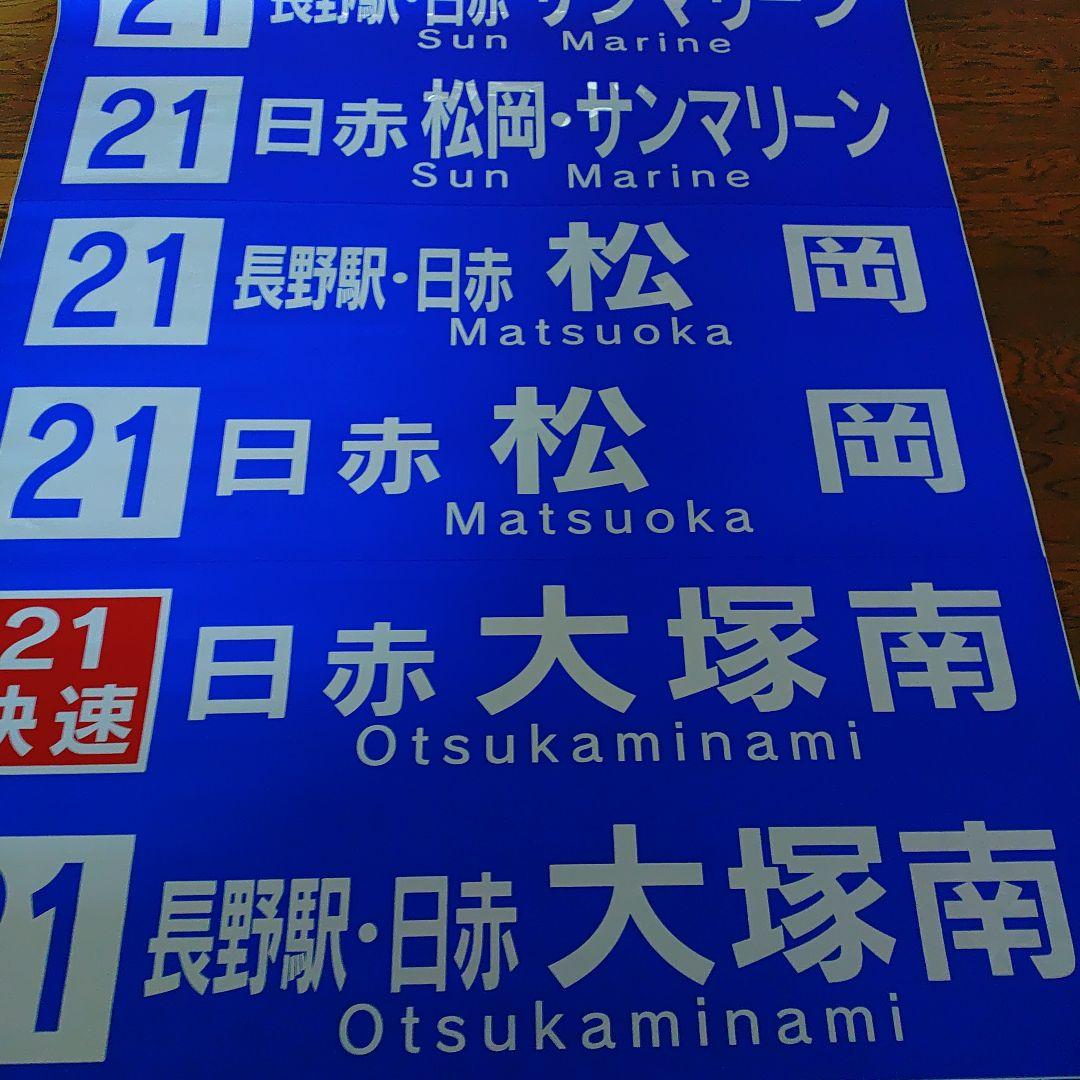 21 長野駅・日赤 サンマリーン
Sun Marine
21 日赤 松岡・サンマリーン
Sun Marine
21 長野駅・日赤 松岡
Matsuoka
21 日赤 松岡
Matsuoka
21 快速 日赤 大塚南
Otsukaminami
21 長野駅・日赤 大塚南
Otsukaminami